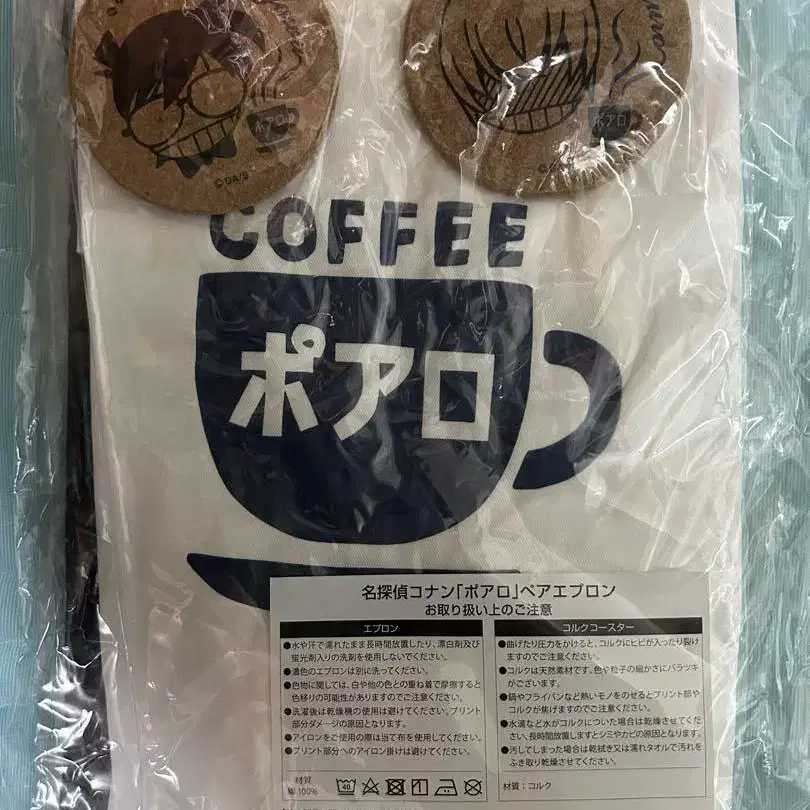 ポアロ
ポアロ
©GA/S
©
COFFEE
ポアロ
名探偵コナン「ポアロ」ペアエプロン
お取り扱い上のご注意
エプロン
●水や汗で濡れたまま長時間放置したり、漂白剤及び
蛍光剤入りの洗剤を使用しないでください。
●濃色のエプロンは別に洗ってください。
●色物に関しては、白や他の色との重ね着で摩擦すると
色移りの可能性がありますのでご注意ください。
●洗濯後は乾燥機の使用は避けてください。プリント
部分ダメージの原因となります。
●アイロンをご使用の際は当て布を使用してください。
●プリント部分へのアイロン掛けは避けてください。
材質
綿100%
40
コルクコースター
●曲げたり圧力をかけると、コルクにヒビが入ったり裂け
ますのでご注意ください。
●コルクは天然素材です、色や粒子の細かさにバラツキ
がございます。
●鍋やフライパンなど熱いモノをのせるとプリント部や
コルクが焦げますのでご注意ください。
●水滴など水がコルクについた場合は乾燥させてくだ
さい、長時間放置しますとシミやカビの原因となります。
●汚してしまった場合は乾拭き又は濡れタオルで汚れを
ふき取り乾燥させてください。
材質：コルク